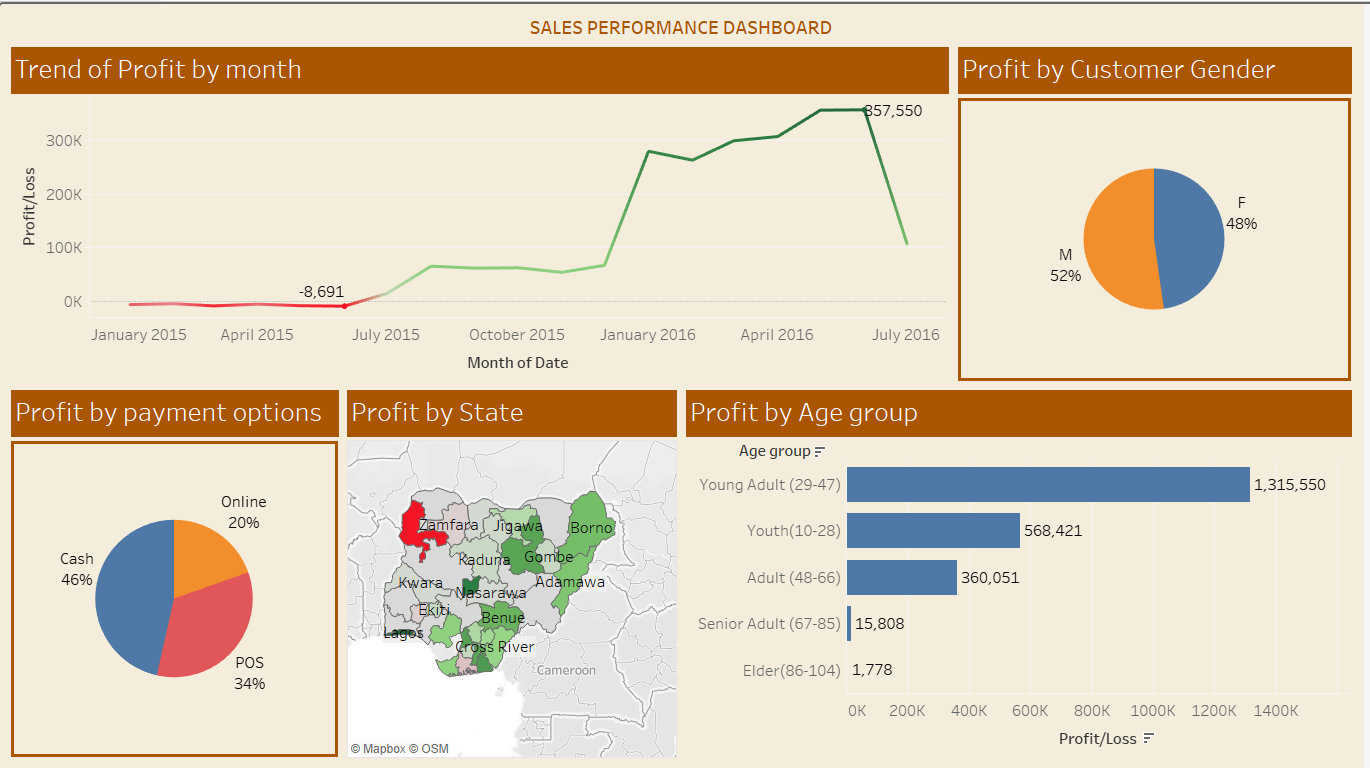 SALES PERFORMANCE DASHBOARD
Trend of Profit by month
Profit/Loss
300K
200K
100K
0K
357,550
-8,691
January 2015
April 2015
July 2015
October 2015
January 2016
April 2016
July 2016
Month of Date
Profit by Customer Gender
F
48%
M
52%
Profit by payment options
Online
20%
Cash
46%
POS
34%
Profit by State
Zamfara
Jigawa
Borno
Kaduna
Gombe
Kwara
Nasarawa
Adamawa
Ekiti
Benue
Lagos
Cross River
Cameroon
© Mapbox © OSM
Profit by Age group
Age group
Young Adult (29-47)
1,315,550
Youth(10-28)
568,421
Adult (48-66)
360,051
Senior Adult (67-85)
15,808
Elder(86-104)
1,778
0K
200K
400K
600K
800K
1000K
1200K
1400K
Profit/Loss